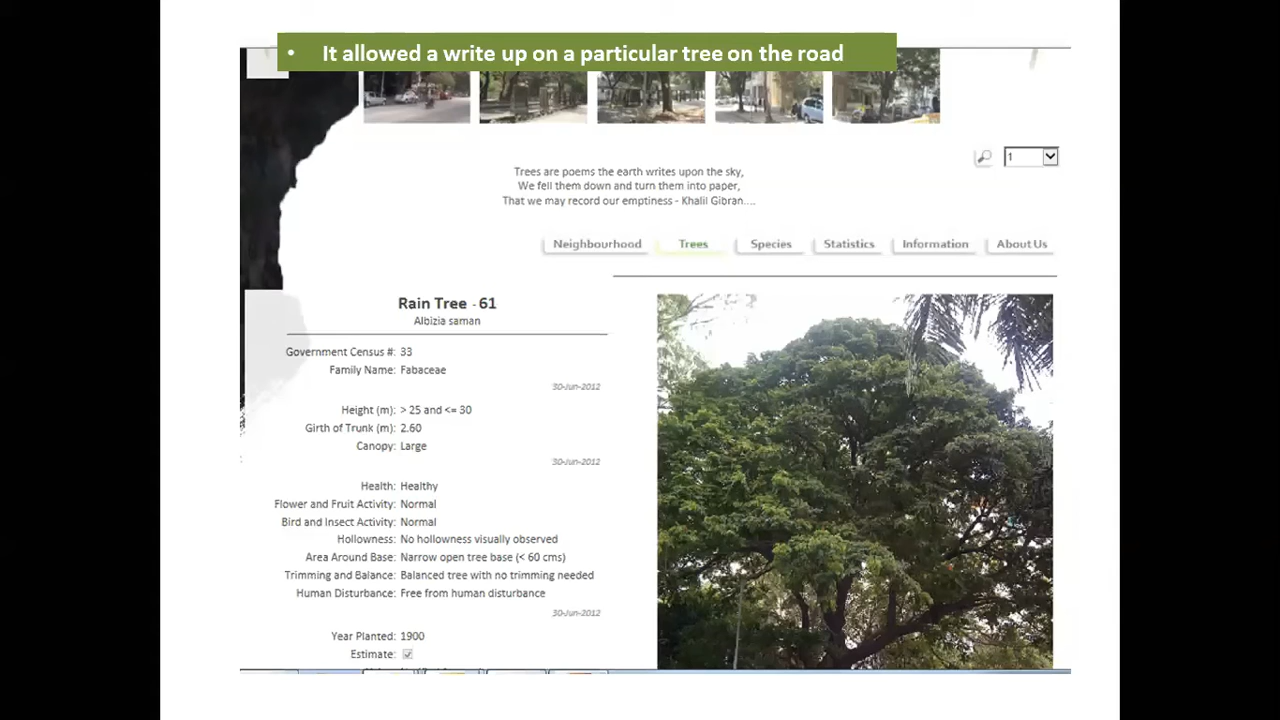 • It allowed a write up on a particular tree on the road
1
Trees are poems the earth writes upon the sky,
We fell them down and turn them into paper,
That we may record our emptiness - Khalil Gibran....
Neighbourhood Trees Species Statistics Information About Us
Rain Tree - 61
Albizia saman
Government Census #: 33
Family Name: Fabaceae
30-Jun-2012
Height (m): > 25 and <= 30
Girth of Trunk (m): 2.60
Canopy: Large
30-Jun-2012
Health: Healthy
Flower and Fruit Activity: Normal
Bird and Insect Activity: Normal
Hollowness: No hollowness visually observed
Area Around Base: Narrow open tree base (< 60 cms)
Trimming and Balance: Balanced tree with no trimming needed
Human Disturbance: Free from human disturbance
30-Jun-2012
Year Planted: 1900
Estimate: